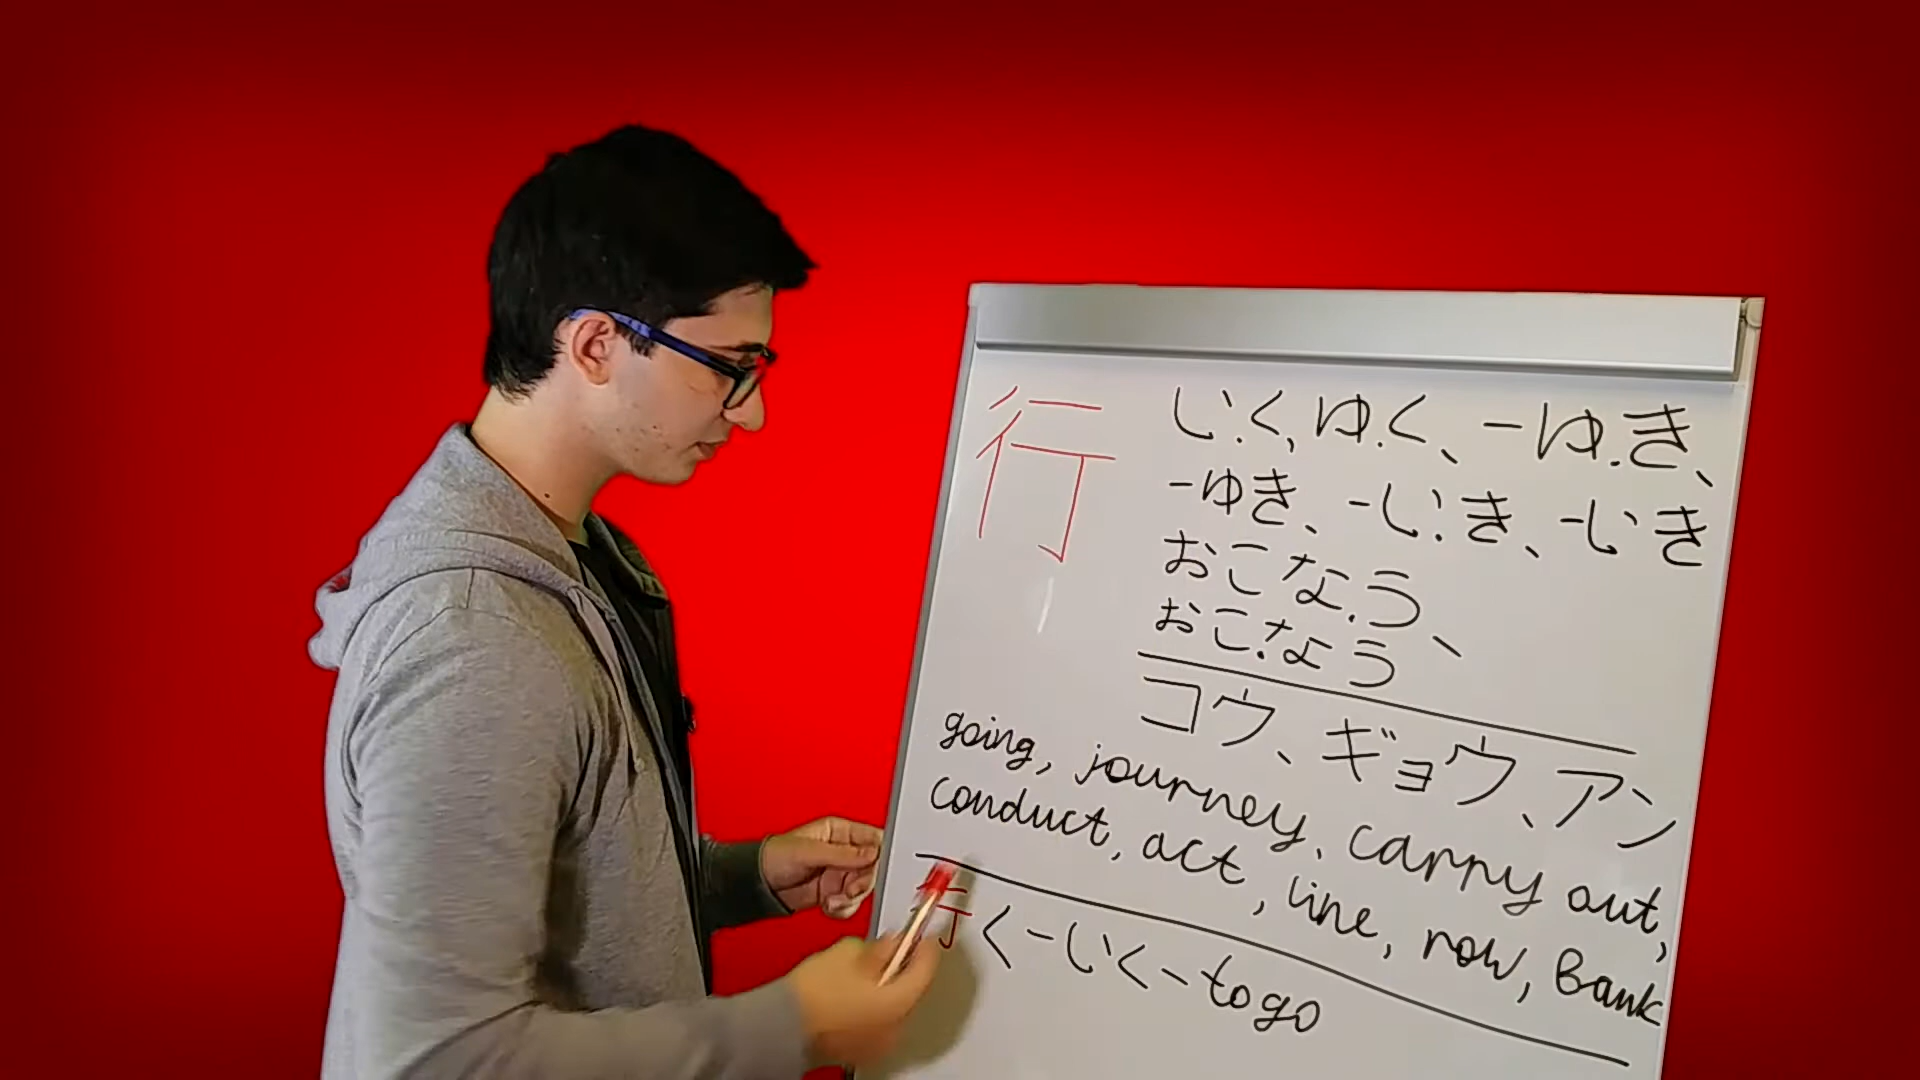 行
い.く,ゆ.く、-ゆ.き、
-ゆき、-い.き、-いき
おこな.う、
おこ.なう
コウ、ギョウ、アン
going, journey, carry out,
conduct, act, line, row, Bank
行く-いく-to go